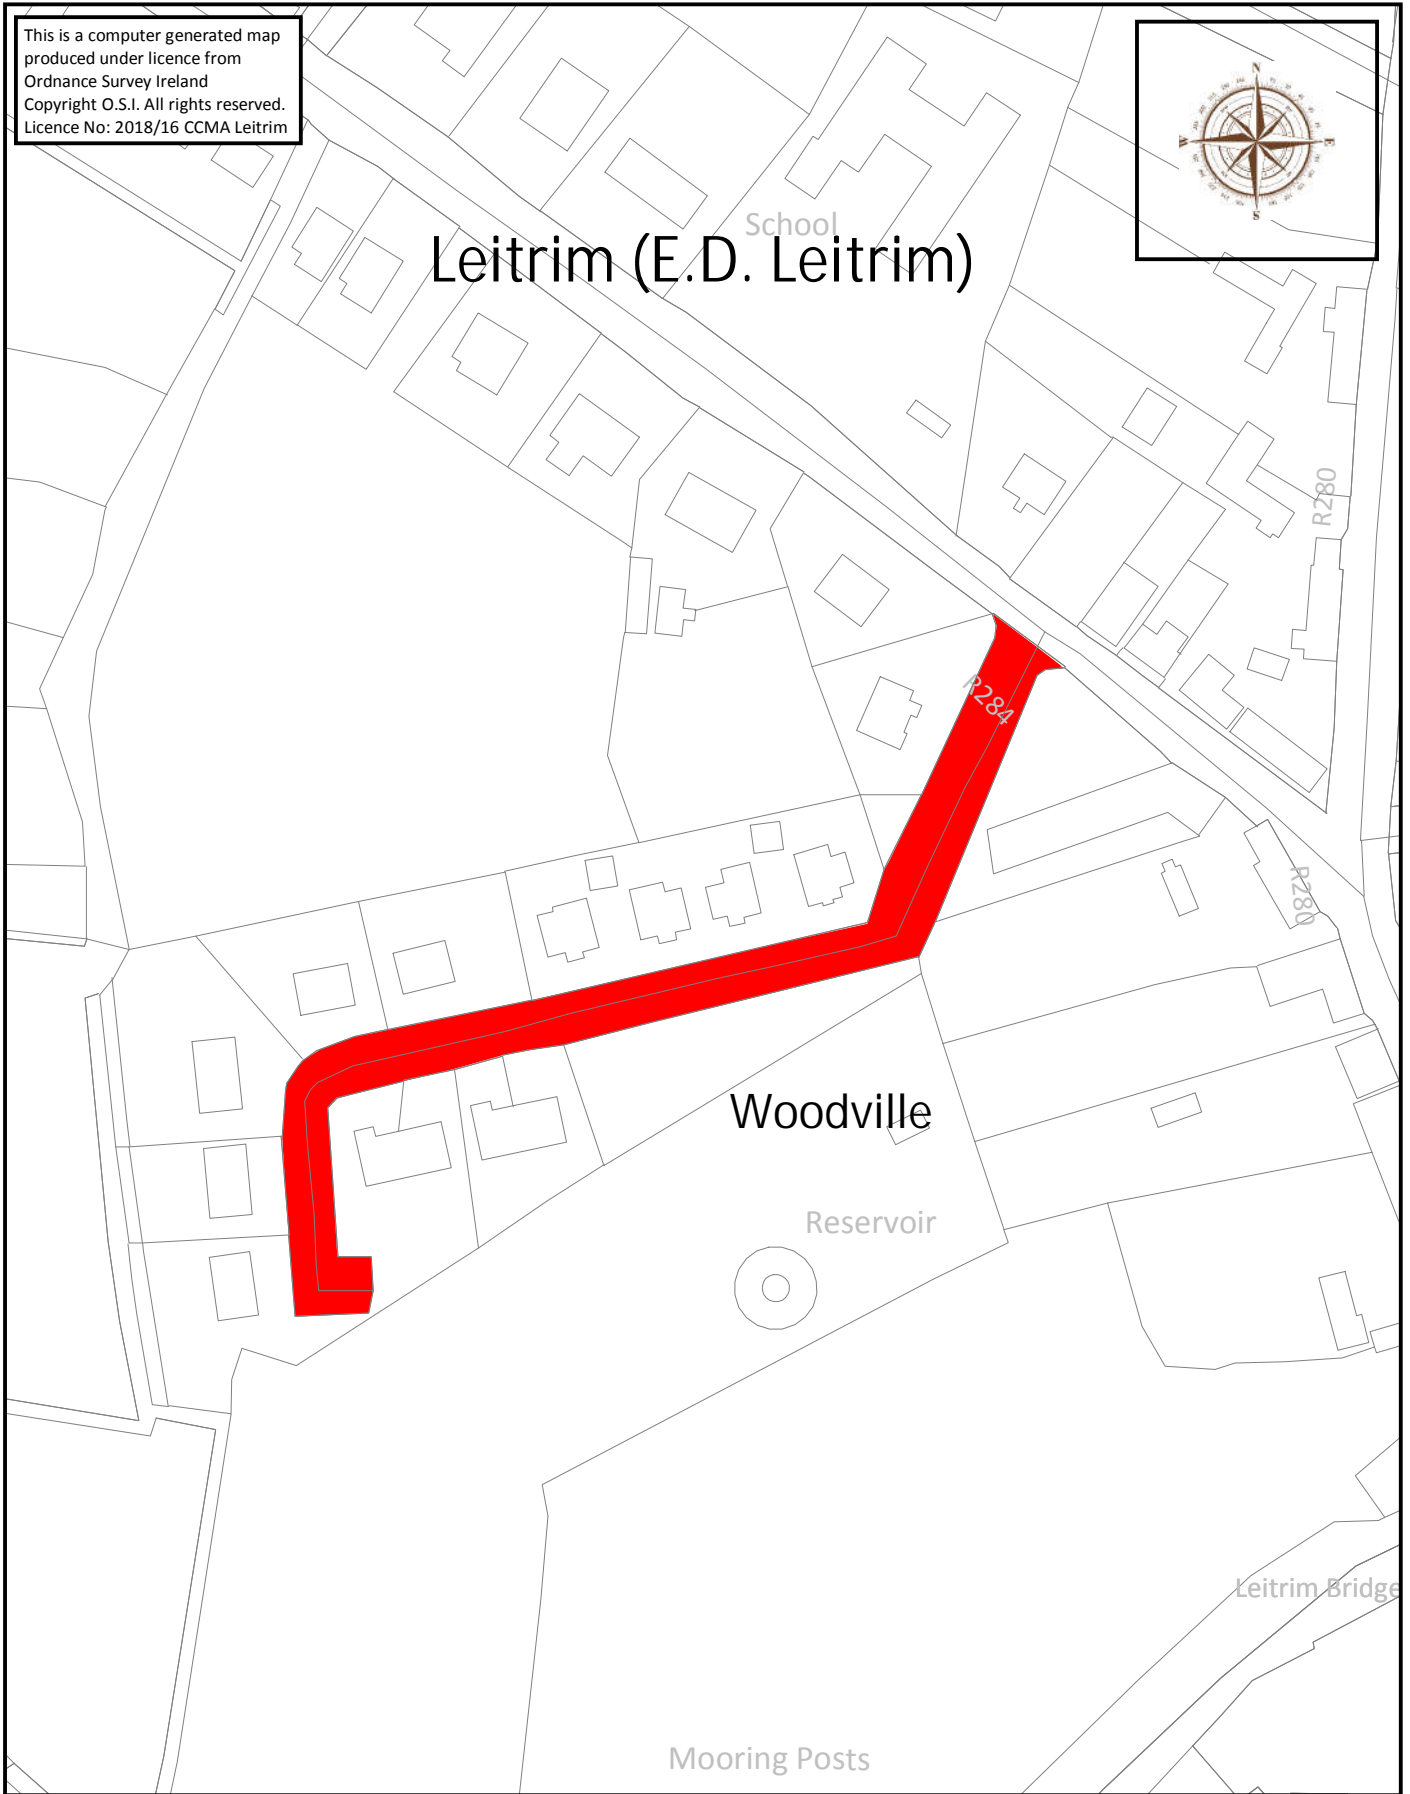 This is a computer generated map
produced under licence from
Ordnance Survey Ireland
Copyright O.S.I. All rights reserved.
Licence No: 2018/16 CCMA Leitrim
N
W
E
S
School
Leitrim (E.D. Leitrim)
R280
R284
R280
Woodville
Reservoir
Leitrim Bridge
Mooring Posts